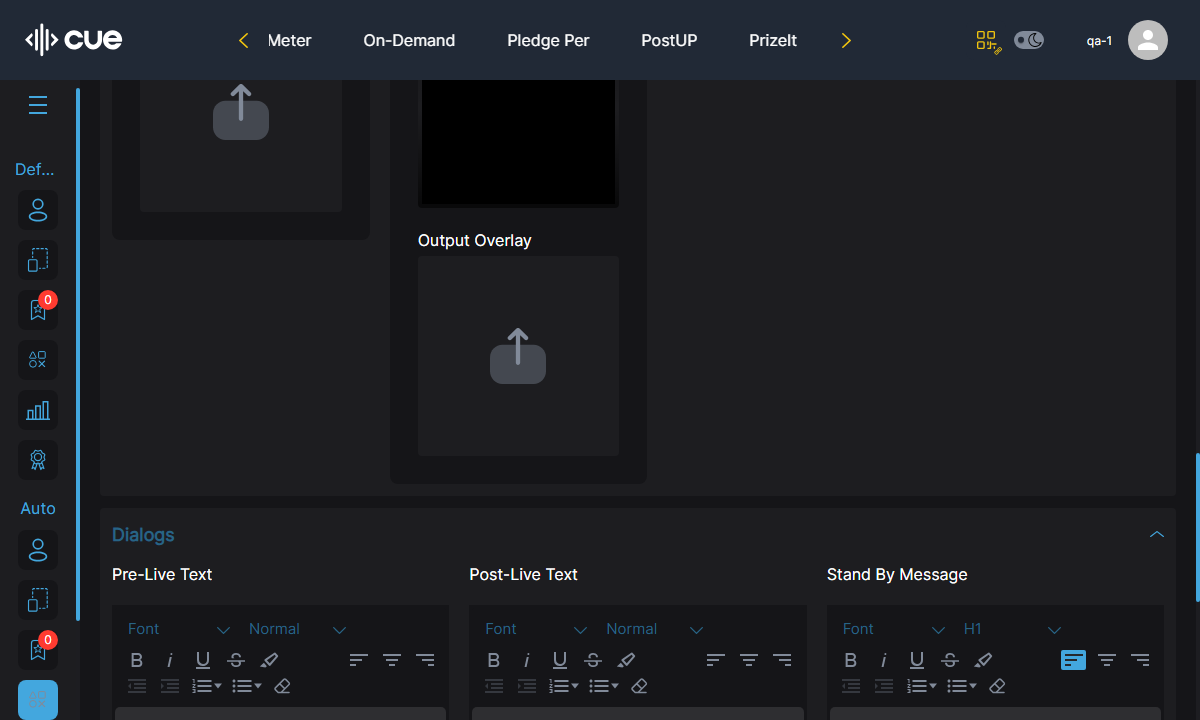 cue
Meter
On-Demand
Pledge Per
PostUP
PrizeIt
qa-1
Def...
0
Auto
0
Output Overlay
Dialogs
Pre-Live Text
Post-Live Text
Stand By Message
Font Normal
Font Normal
Font H1